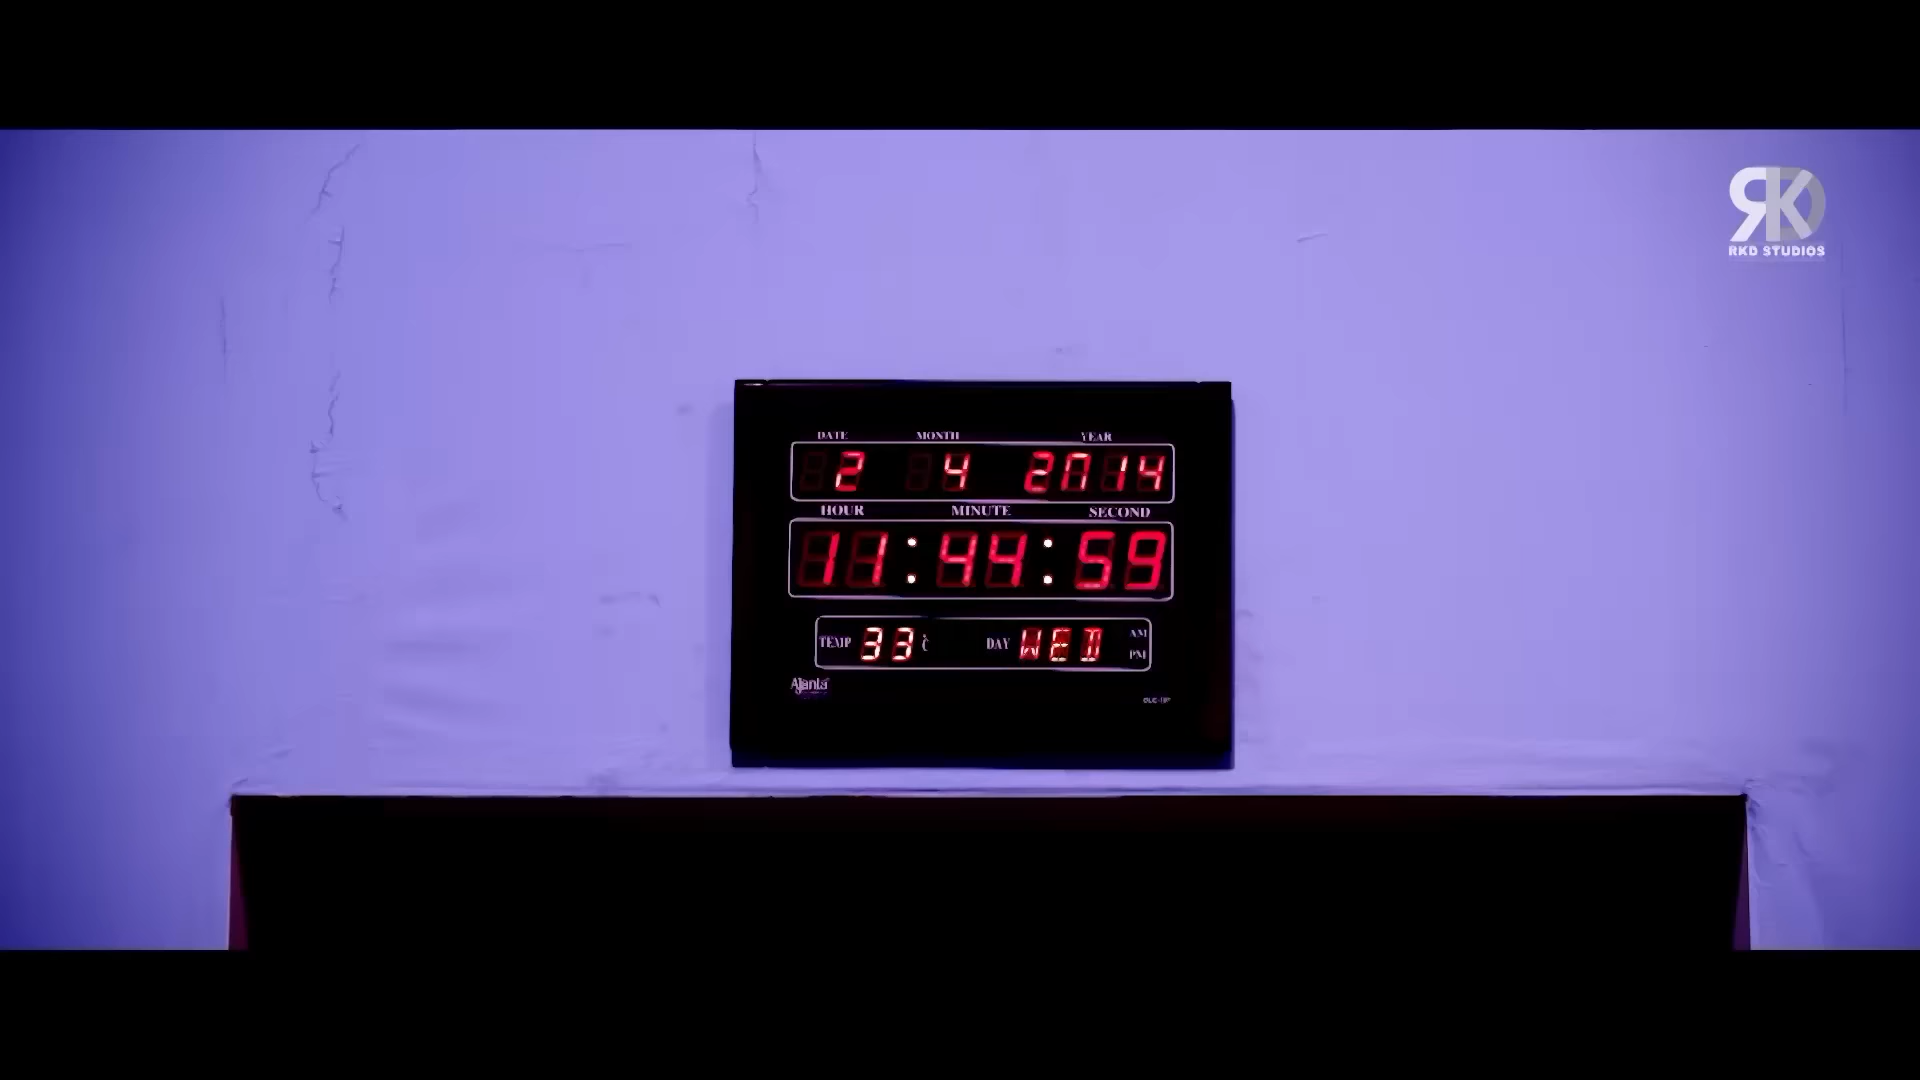 RKD STUDIOS
DATE MONTH YEAR
2 4 2014
HOUR MINUTE SECOND
11:44:59
TEMP 33°C DAY WED AM
PM
Ajanta